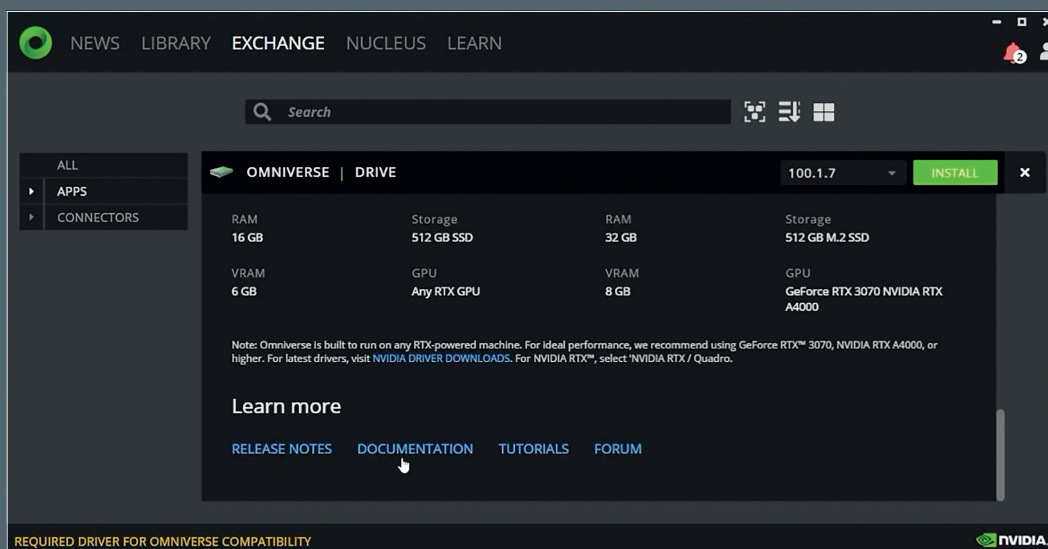 NEWS LIBRARY EXCHANGE NUCLEUS LEARN
2
Search
ALL
APPS
CONNECTORS
OMNIVERSE | DRIVE
100.1.7
INSTALL
RAM Storage RAM Storage
16 GB 512 GB SSD 32 GB 512 GB M.2 SSD
VRAM GPU VRAM GPU
6 GB Any RTX GPU 8 GB GeForce RTX 3070 NVIDIA RTX
A4000
Note: Omniverse is built to run on any RTX-powered machine. For ideal performance, we recommend using GeForce RTX™ 3070, NVIDIA RTX A4000, or
higher. For latest drivers, visit NVIDIA DRIVER DOWNLOADS. For NVIDIA RTX™, select 'NVIDIA RTX / Quadro.
Learn more
RELEASE NOTES DOCUMENTATION TUTORIALS FORUM
REQUIRED DRIVER FOR OMNIVERSE COMPATIBILITY
NVIDIA.